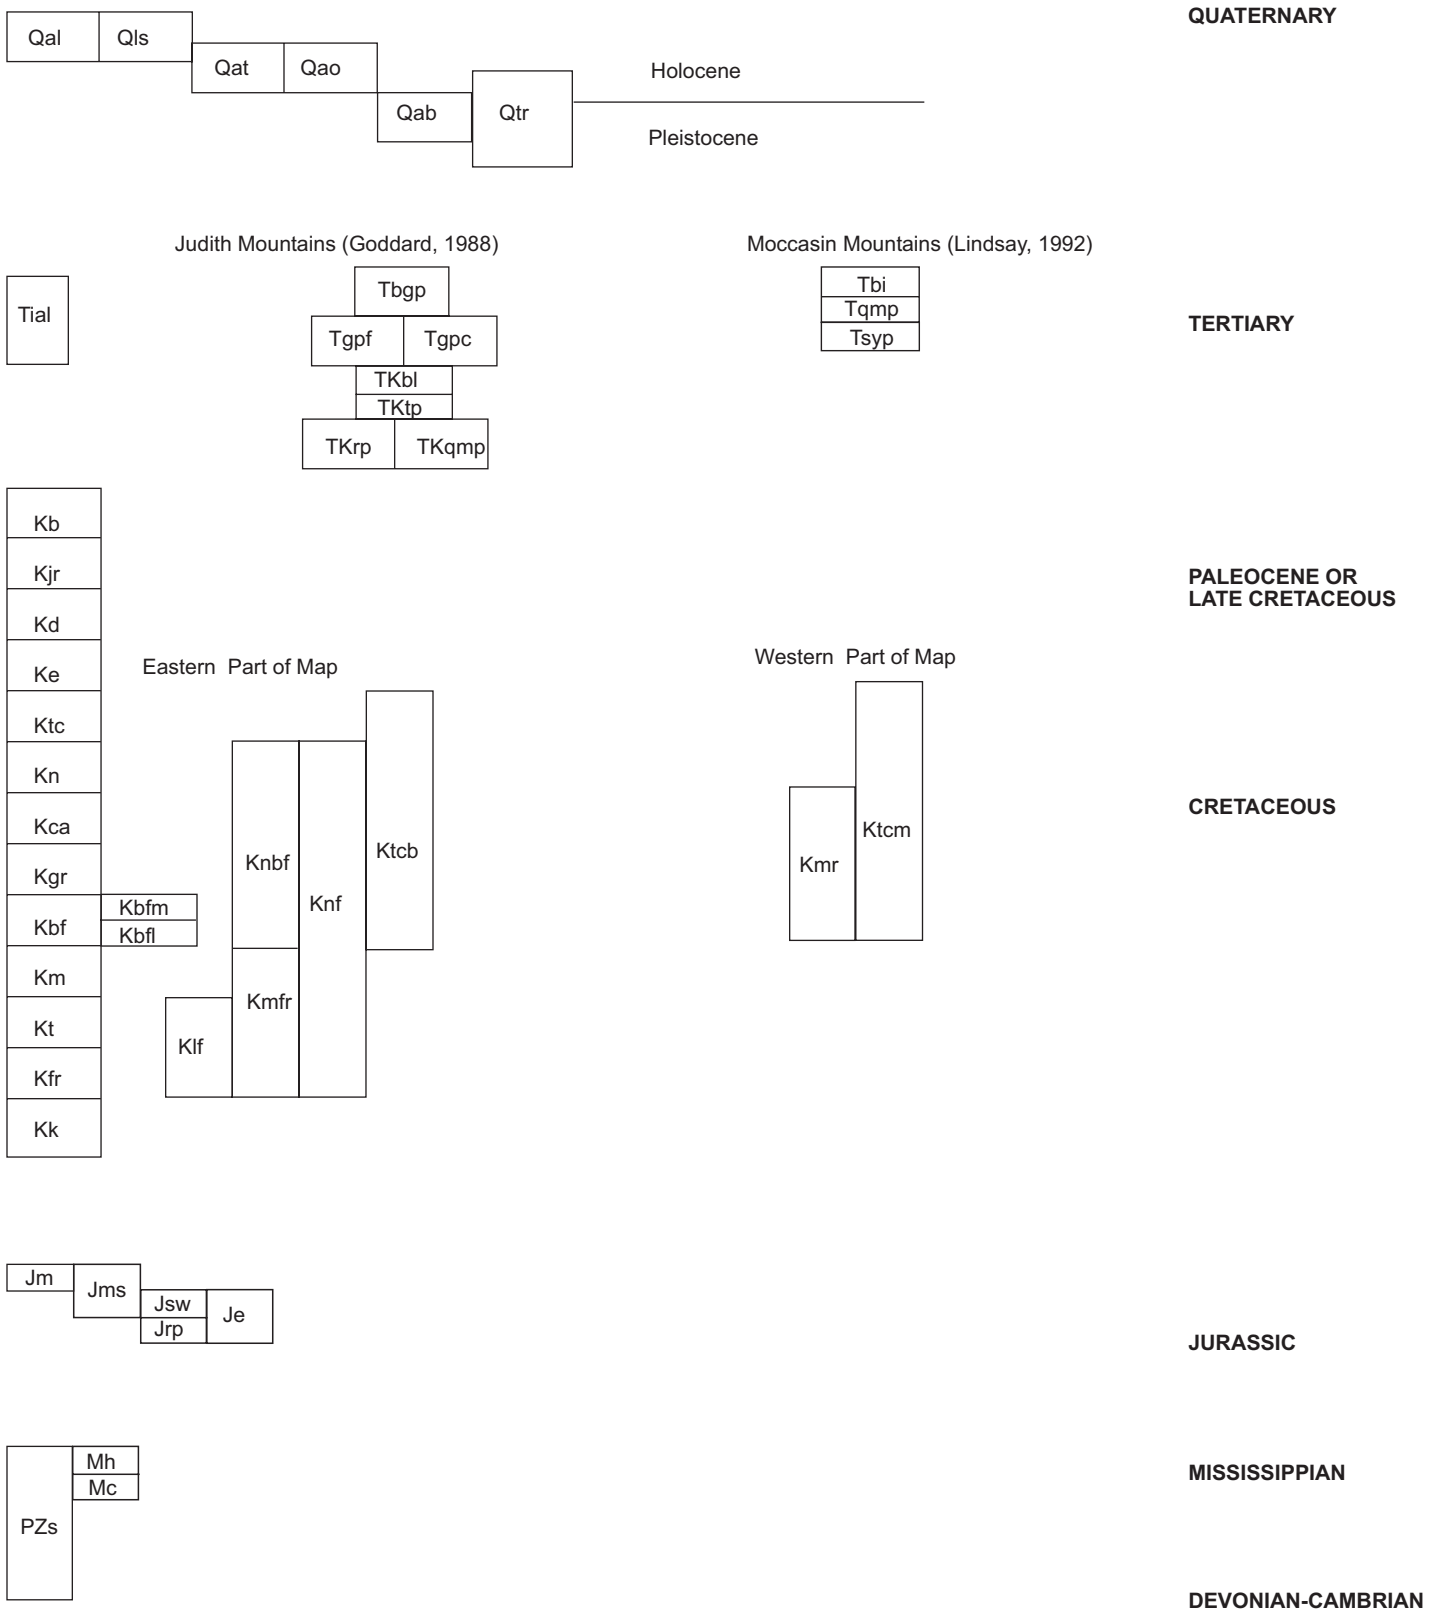 QUATERNARY
Qal
Qls
Qat
Qao
Qab
Qtr
Holocene
Pleistocene
Judith Mountains (Goddard, 1988)
Moccasin Mountains (Lindsay, 1992)
Tial
Tbgp
Tgpf
Tgpc
TKbl
TKtp
TKrp
TKqmp
Tbi
Tqmp
Tsyp
TERTIARY
Kb
Kjr
Kd
Ke
Ktc
Kn
Kca
Kgr
Kbf
Km
Kt
Kfr
Kk
Kbfm
Kbfl
PALEOCENE OR
LATE CRETACEOUS
Eastern Part of Map
Klf
Knbf
Kmfr
Knf
Ktcb
Western Part of Map
Kmr
Ktcm
CRETACEOUS
Jm
Jms
Jsw
Jrp
Je
JURASSIC
Mh
Mc
PZs
MISSISSIPPIAN
DEVONIAN-CAMBRIAN